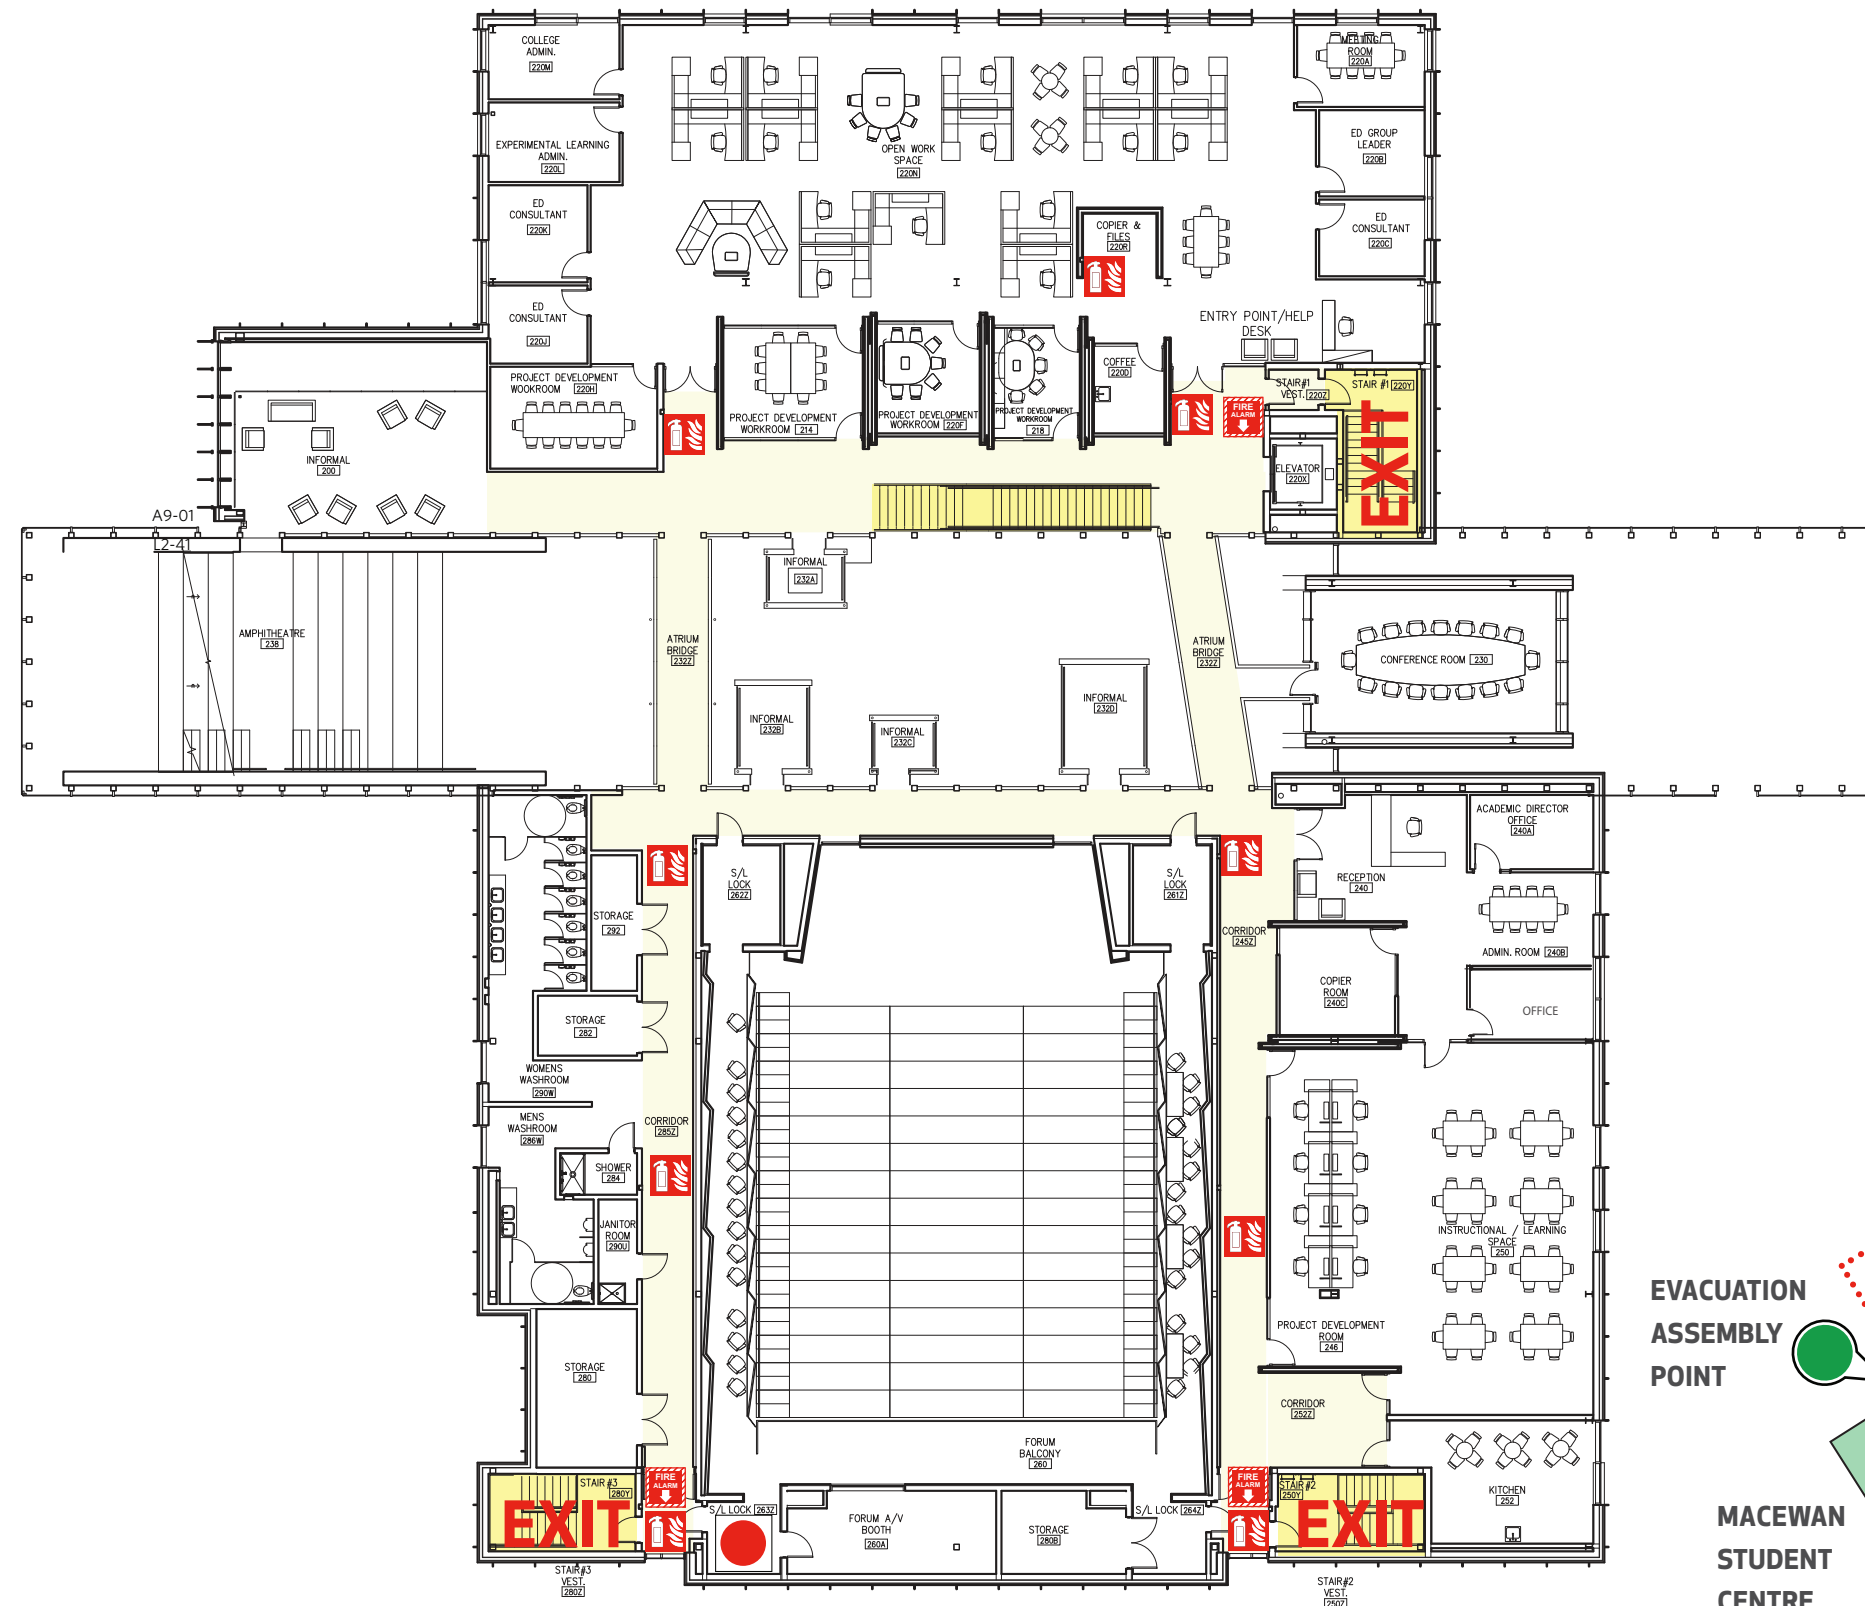 COLLEGE
ADMIN.
220M
MEETING
ROOM
220A
EXPERIMENTAL LEARNING
ADMIN.
220L
OPEN WORK
SPACE
220N
ED GROUP
LEADER
220B
ED
CONSULTANT
220K
COPIER &
FILES
220R
ED
CONSULTANT
220C
ED
CONSULTANT
220J
ENTRY POINT/HELP
DESK
PROJECT DEVELOPMENT
WOOKROOM 220H
PROJECT DEVELOPMENT
WORKROOM 214
PROJECT DEVELOPMENT
WORKROOM 220F
PROJECT DEVELOPMENT
WORKROOM
218
COFFEE
220D
FIRE
ALARM
STAIR#1
VEST. 220Z
STAIR #1 220Y
EXIT
ELEVATOR
220X
INFORMAL
200
A9-01
L2-41
AMPHITHEATRE
238
INFORMAL
232A
ATRIUM
BRIDGE
232Z
ATRIUM
BRIDGE
232Z
CONFERENCE ROOM 230
INFORMAL
232B
INFORMAL
232C
INFORMAL
232D
S/L
LOCK
262Z
S/L
LOCK
261Z
ACADEMIC DIRECTOR
OFFICE
240A
RECEPTION
240
STORAGE
292
CORRIDOR
245Z
ADMIN. ROOM 240B
COPIER
ROOM
240C
OFFICE
STORAGE
282
WOMENS
WASHROOM
290W
MENS
WASHROOM
286W
CORRIDOR
285Z
SHOWER
284
JANITOR
ROOM
290U
INSTRUCTIONAL / LEARNING
SPACE
250
PROJECT DEVELOPMENT
ROOM
246
EVACUATION
ASSEMBLY
POINT
STORAGE
280
CORRIDOR
252Z
FORUM
BALCONY
260
STAIR #3
280Y
EXIT
FIRE
ALARM
S/L LOCK 263Z
FORUM A/V
BOOTH
260A
STORAGE
280B
S/L LOCK 264Z
FIRE
ALARM
STAIR#2
250Y
EXIT
KITCHEN
252
STAIR#3
VEST.
280Z
STAIR#2
VEST.
250Z
MACEWAN
STUDENT
CENTRE